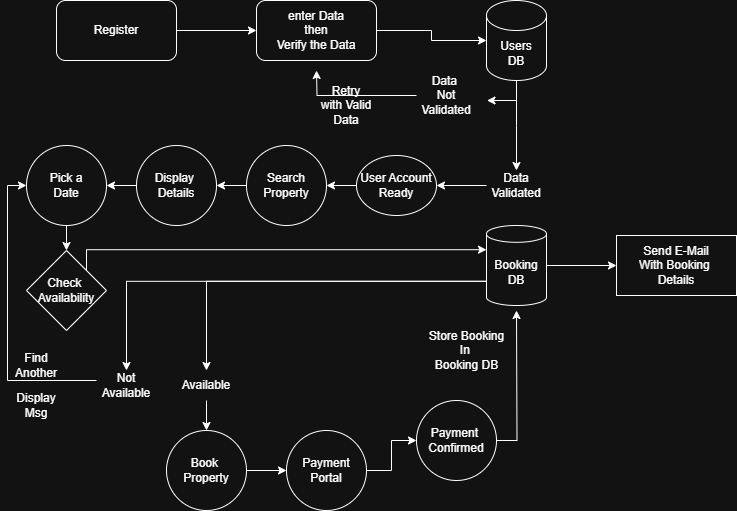 Register
enter Data
then
Verify the Data
Users
DB
Data
Not
Validated
Retry
with Valid
Data
Pick a
Date
Display
Details
Search
Property
User Account
Ready
Data
Validated
Check
Availability
Booking
DB
Send E-Mail
With Booking
Details
Store Booking
In
Booking DB
Find
Another
Display
Msg
Not
Available
Available
Book
Property
Payment
Portal
Payment
Confirmed